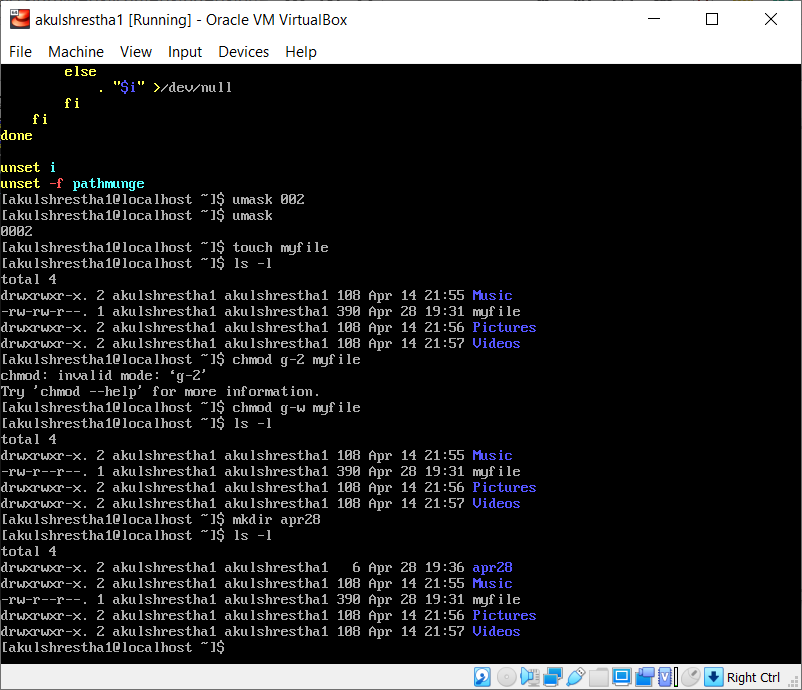 akulshrestha1 [Running] - Oracle VM VirtualBox
File Machine View Input Devices Help
        else
            . "$i" >/dev/null
        fi
    fi
done

unset i
unset -f pathmunge
[akulshrestha1@localhost ~]$ umask 002
[akulshrestha1@localhost ~]$ umask
0002
[akulshrestha1@localhost ~]$ touch myfile
[akulshrestha1@localhost ~]$ ls -l
total 4
drwxrwxr-x. 2 akulshrestha1 akulshrestha1 108 Apr 14 21:55 Music
-rw-rw-r--. 1 akulshrestha1 akulshrestha1 390 Apr 28 19:31 myfile
drwxrwxr-x. 2 akulshrestha1 akulshrestha1 108 Apr 14 21:56 Pictures
drwxrwxr-x. 2 akulshrestha1 akulshrestha1 108 Apr 14 21:57 Videos
[akulshrestha1@localhost ~]$ chmod g-2 myfile
chmod: invalid mode: ‘g-2’
Try 'chmod --help' for more information.
[akulshrestha1@localhost ~]$ chmod g-w myfile
[akulshrestha1@localhost ~]$ ls -l
total 4
drwxrwxr-x. 2 akulshrestha1 akulshrestha1 108 Apr 14 21:55 Music
-rw-r--r--. 1 akulshrestha1 akulshrestha1 390 Apr 28 19:31 myfile
drwxrwxr-x. 2 akulshrestha1 akulshrestha1 108 Apr 14 21:56 Pictures
drwxrwxr-x. 2 akulshrestha1 akulshrestha1 108 Apr 14 21:57 Videos
[akulshrestha1@localhost ~]$ mkdir apr28
[akulshrestha1@localhost ~]$ ls -l
total 4
drwxrwxr-x. 2 akulshrestha1 akulshrestha1   6 Apr 28 19:36 apr28
drwxrwxr-x. 2 akulshrestha1 akulshrestha1 108 Apr 14 21:55 Music
-rw-r--r--. 1 akulshrestha1 akulshrestha1 390 Apr 28 19:31 myfile
drwxrwxr-x. 2 akulshrestha1 akulshrestha1 108 Apr 14 21:56 Pictures
drwxrwxr-x. 2 akulshrestha1 akulshrestha1 108 Apr 14 21:57 Videos
[akulshrestha1@localhost ~]$
Right Ctrl